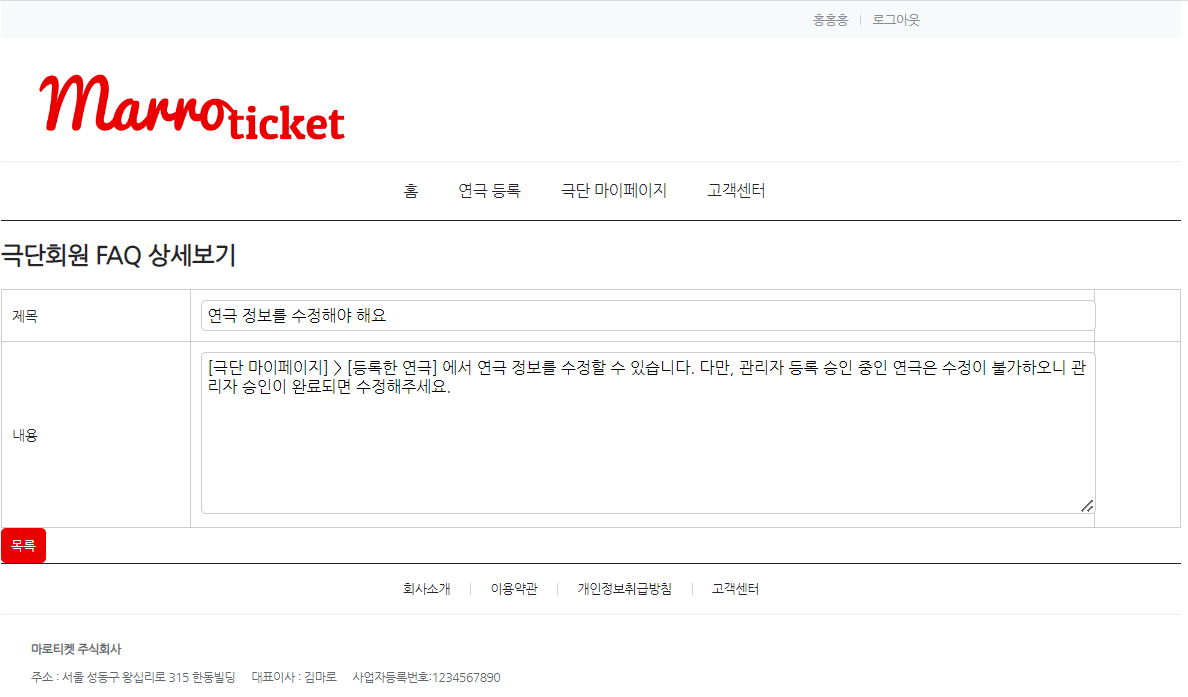 홍홍홍 | 로그아웃
Marroticket
홈 연극 등록 극단 마이페이지 고객센터
극단회원 FAQ 상세보기
제목 연극 정보를 수정해야 해요
내용 [극단 마이페이지] > [등록한 연극] 에서 연극 정보를 수정할 수 있습니다. 다만, 관리자 등록 승인 중인 연극은 수정이 불가하오니 관
리자 승인이 완료되면 수정해주세요.
목록
회사소개 | 이용약관 | 개인정보취급방침 | 고객센터
마로티켓 주식회사
주소 : 서울 성동구 왕십리로 315 한동빌딩 대표이사 : 김마로 사업자등록번호:1234567890